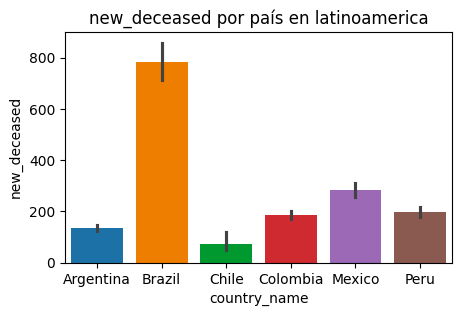 new_deceased por país en latinoamerica
800
600
400
200
0
new_deceased
Argentina Brazil Chile Colombia Mexico Peru
country_name